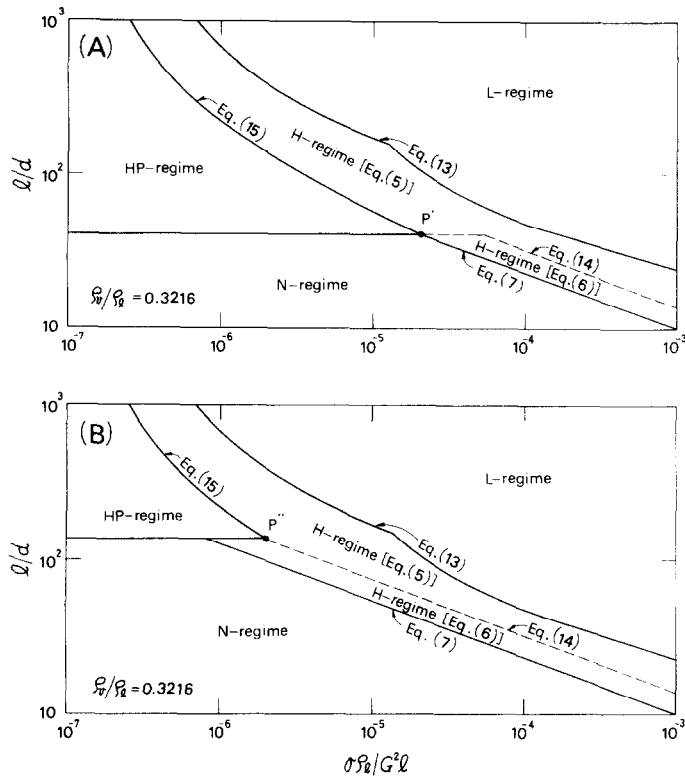 (A)
10³
10²
10
ℓ/d
L-regime
Eq.(13)
Eq.(15)
H-regime [Eq.(5)]
HP-regime
P'
Eq.(14)
H-regime [Eq.(6)]
Eq.(7)
N-regime
ρᵥ/ρℓ = 0.3216
10⁻⁷ 10⁻⁶ 10⁻⁵ 10⁻⁴ 10⁻³
(B)
10³
10²
10
ℓ/d
L-regime
Eq.(15)
HP-regime
P''
Eq.(13)
H-regime [Eq.(5)]
H-regime [Eq.(6)]
Eq.(14)
Eq.(7)
N-regime
ρᵥ/ρℓ = 0.3216
10⁻⁷ 10⁻⁶ 10⁻⁵ 10⁻⁴ 10⁻³
σρℓ/G²ℓ